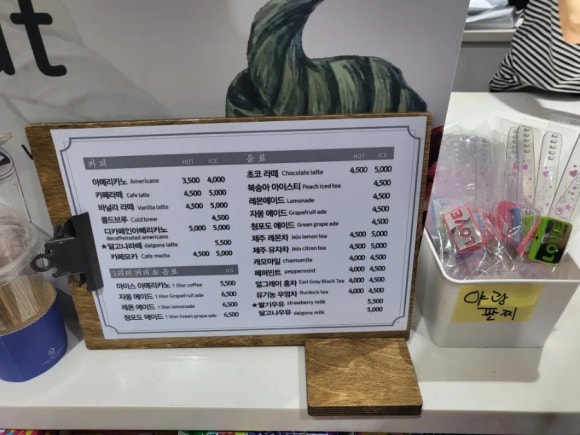 커피 HOT ICE
아메리카노 Americano 3,500 4,000
카페라떼 Cafe latte 4,500 5,000
바닐라 라떼 Vanilla latte 4,500 5,000
콜드브루 Cold brew 4,500
디카페인아메리카노 5,000 5,000
decaffeinated americano
★달고나라떼 dalgona latte 5,500
카페모카 Cafe mocha 4,500 5,000
1리터 커피 & 음료 ICE
아이스 아메리카노 1 liter coffee 5,500
자몽 에이드 1 liter Grapefruit ade 6,500
레몬 에이드 1 liter lemonade 6,500
청포도 에이드 1 liter Green grape ade 6,500
음료 HOT ICE
초코 라떼 Chocolate latte 4,500 5,000
복숭아 아이스티 Peach iced tea 4,500
레몬에이드 Lemonade 4,500
자몽 에이드 Grapefruit ade 4,500
청포도 에이드 Green grape ade 4,500
제주 레몬차 Jeju lemon tea 4,500 5,000
제주 유자차 Jeju citron tea 4,500 5,000
캐모마일 chamomile 4,000 4,500
페퍼민트 peppermint 4,000 4,500
얼그레이 홍차 Earl Grey Black Tea 4,000 4,500
유기농 우엉차 Burdock tea 4,000 4,500
★딸기우유 strawberry milk 5,500
달고나우유 dalgona milk 5,000
LOVE
야광
팔찌